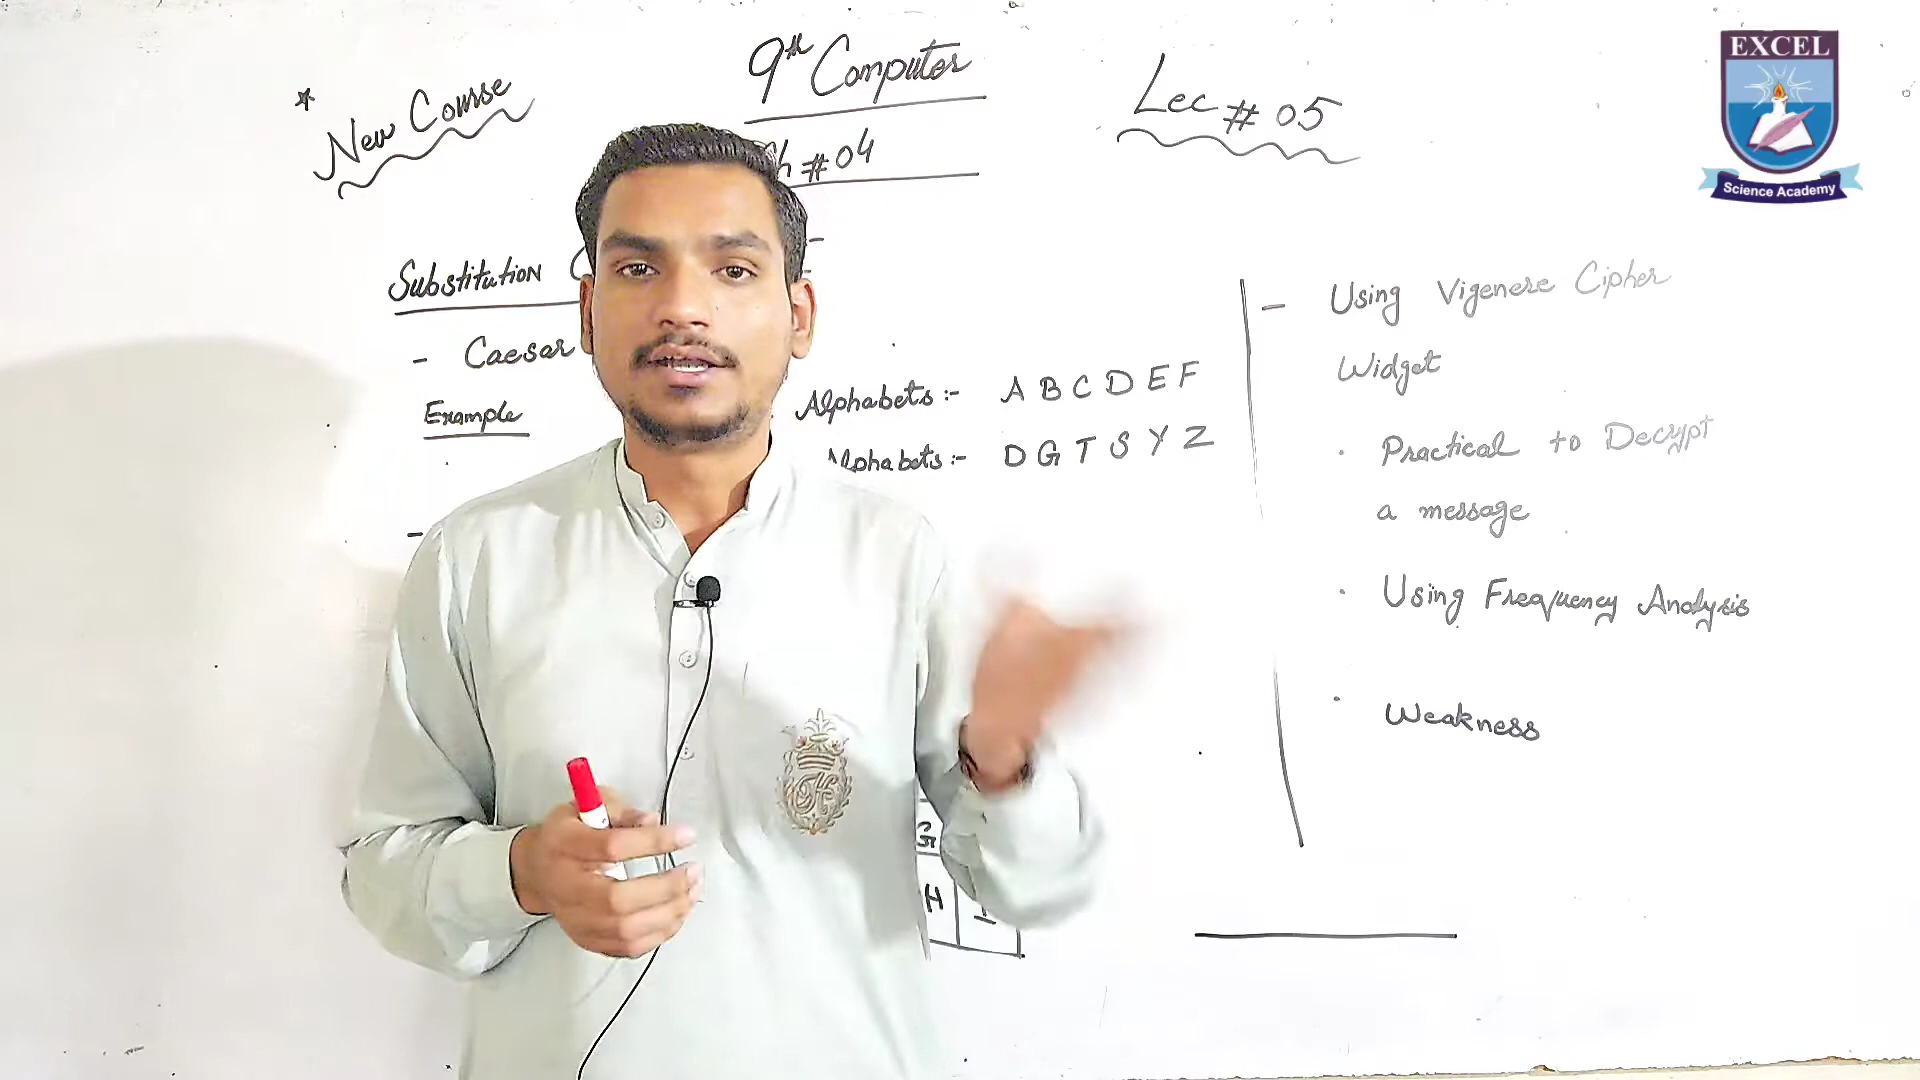 * New Course
9th Computer
Lec # 05
EXCEL
Science Academy
h # 04
Substitution
- Caesar
Example
Alphabets :- A B C D E F
Alphabets :- D G T S Y Z
- Using Vigenere Cipher
Widget
. Practical to Decrypt
a message
. Using Frequency Analysis
. Weakness
G
H I